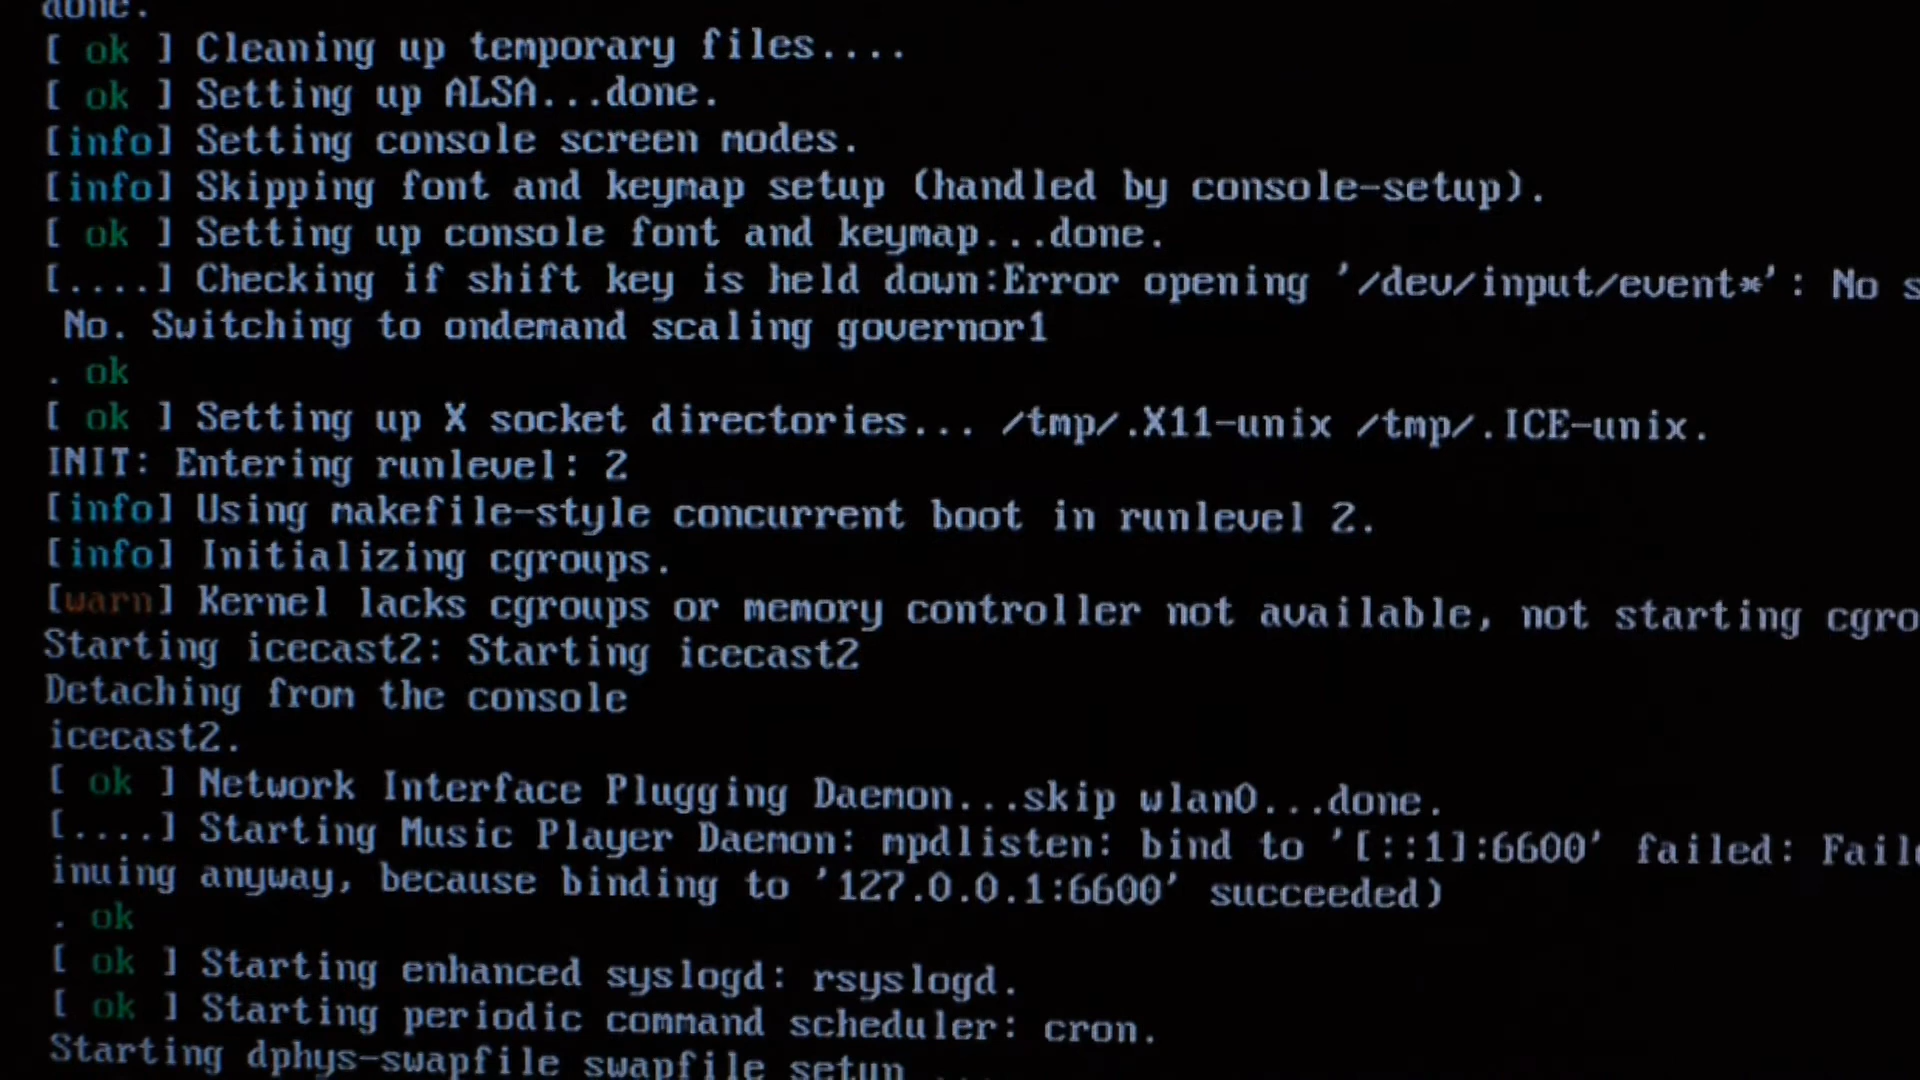 done.
[ ok ] Cleaning up temporary files....
[ ok ] Setting up ALSA...done.
[info] Setting console screen modes.
[info] Skipping font and keymap setup (handled by console-setup).
[ ok ] Setting up console font and keymap...done.
[....] Checking if shift key is held down:Error opening '/dev/input/event*': No
 No. Switching to ondemand scaling governor1
. ok
[ ok ] Setting up X socket directories... /tmp/.X11-unix /tmp/.ICE-unix.
INIT: Entering runlevel: 2
[info] Using makefile-style concurrent boot in runlevel 2.
[info] Initializing cgroups.
[warn] Kernel lacks cgroups or memory controller not available, not starting cgro
Starting icecast2: Starting icecast2
Detaching from the console
icecast2.
[ ok ] Network Interface Plugging Daemon...skip wlan0...done.
[....] Starting Music Player Daemon: mpdlisten: bind to '[::1]:6600' failed: Fail
inuing anyway, because binding to '127.0.0.1:6600' succeeded)
. ok
[ ok ] Starting enhanced syslogd: rsyslogd.
[ ok ] Starting periodic command scheduler: cron.
Starting dphys-swapfile swapfile setup ...